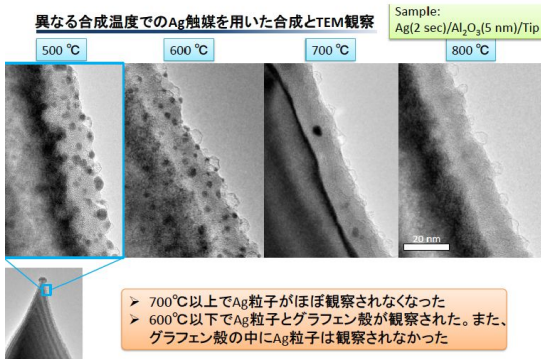 異なる合成温度でのAg触媒を用いた合成とTEM観察
Sample:
Ag(2 sec)/Al₂O₃(5 nm)/Tip
500 ℃
600 ℃
700 ℃
800 ℃
20 nm
➢ 700℃以上でAg粒子がほぼ観察されなくなった
➢ 600℃以下でAg粒子とグラフェン殻が観察された。また、
グラフェン殻の中にAg粒子は観察されなかった